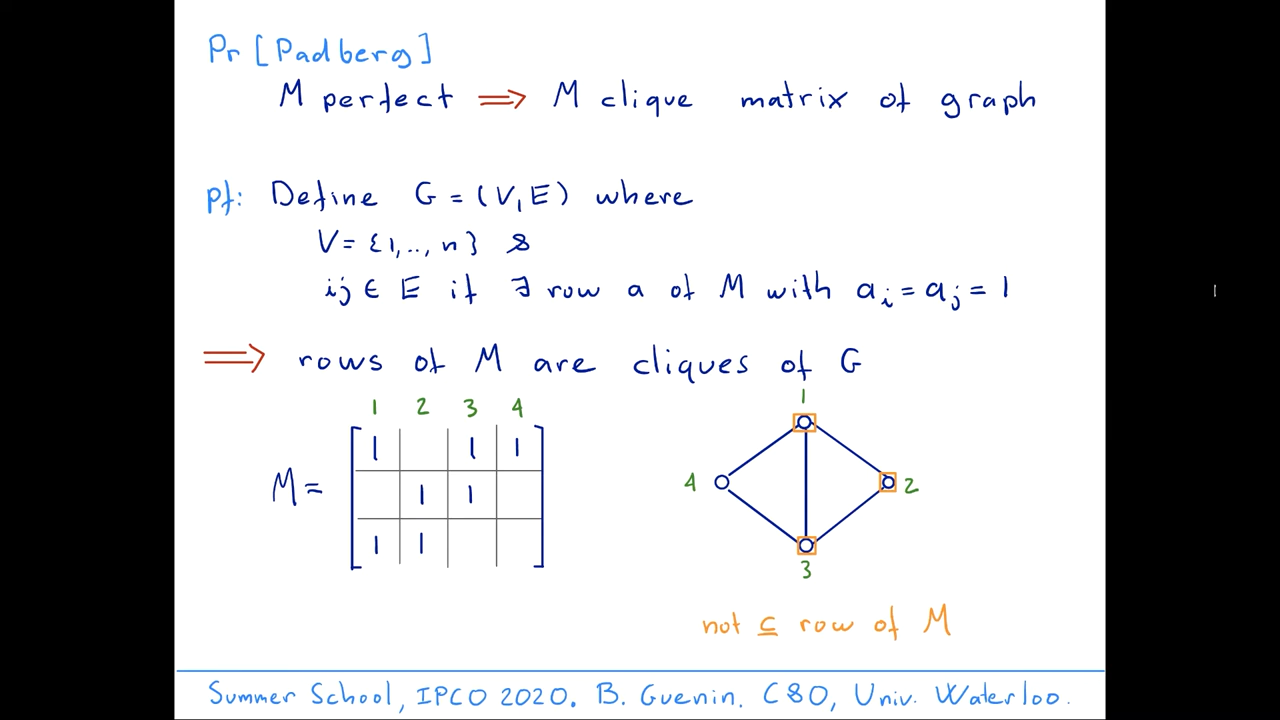 Pr [Padberg]
M perfect ⟹ M clique matrix of graph
Pf: Define G = (V, E) where
V = {1,.., n} &
ij ∈ E if ∃ row a of M with aᵢ = aⱼ = 1
⟹ rows of M are cliques of G
1 2 3 4
M = [
1 1 1
1 1
1 1
]
1
4 2
3
not ⊆ row of M
Summer School, IPCO 2020. B. Guenin. C&O, Univ. Waterloo.